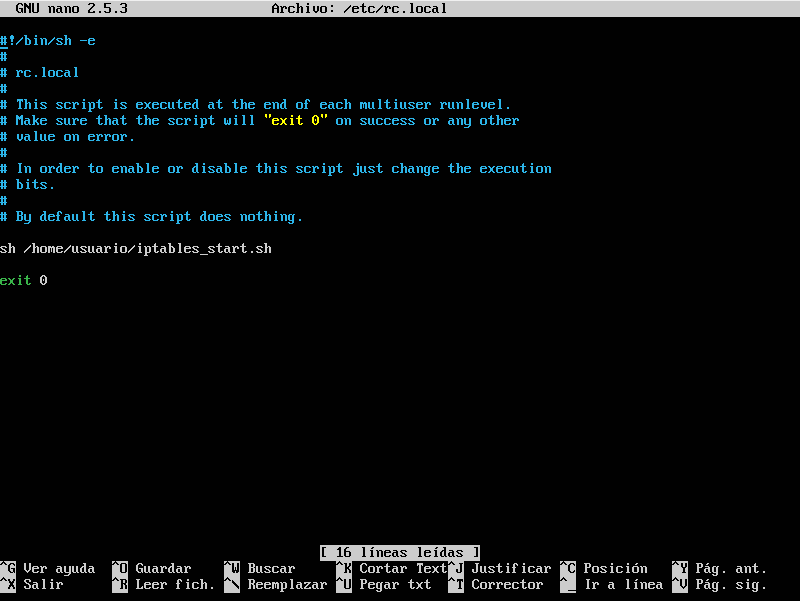 GNU nano 2.5.3 Archivo: /etc/rc.local
#!/bin/sh -e
#
# rc.local
#
# This script is executed at the end of each multiuser runlevel.
# Make sure that the script will "exit 0" on success or any other
# value on error.
#
# In order to enable or disable this script just change the execution
# bits.
#
# By default this script does nothing.
sh /home/usuario/iptables_start.sh
exit 0
[ 16 líneas leídas ]
^G Ver ayuda ^O Guardar ^W Buscar ^K Cortar Text ^J Justificar ^C Posición ^Y Pág. ant.
^X Salir ^R Leer fich. ^\ Reemplazar ^U Pegar txt ^T Corrector ^_ Ir a línea ^V Pág. sig.